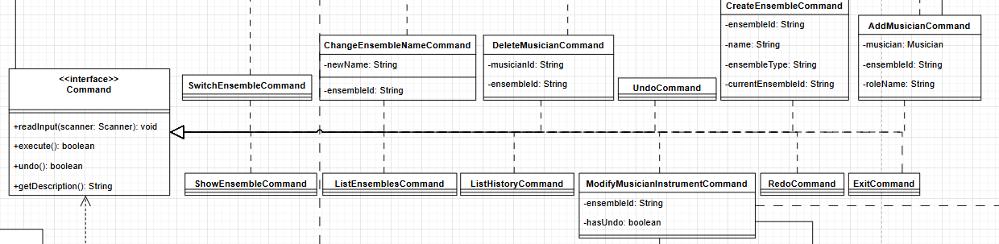 <<interface>>
Command
+readInput(scanner: Scanner): void
+execute(): boolean
+undo(): boolean
+getDescription(): String
SwitchEnsembleCommand
ChangeEnsembleNameCommand
-newName: String
-ensembleId: String
DeleteMusicianCommand
-musicianId: String
-ensembleId: String
UndoCommand
CreateEnsembleCommand
-ensembleId: String
-name: String
-ensembleType: String
-currentEnsembleId: String
AddMusicianCommand
-musician: Musician
-ensembleId: String
-roleName: String
ShowEnsembleCommand
ListEnsemblesCommand
ListHistoryCommand
ModifyMusicianInstrumentCommand
-ensembleId: String
-hasUndo: boolean
RedoCommand
ExitCommand